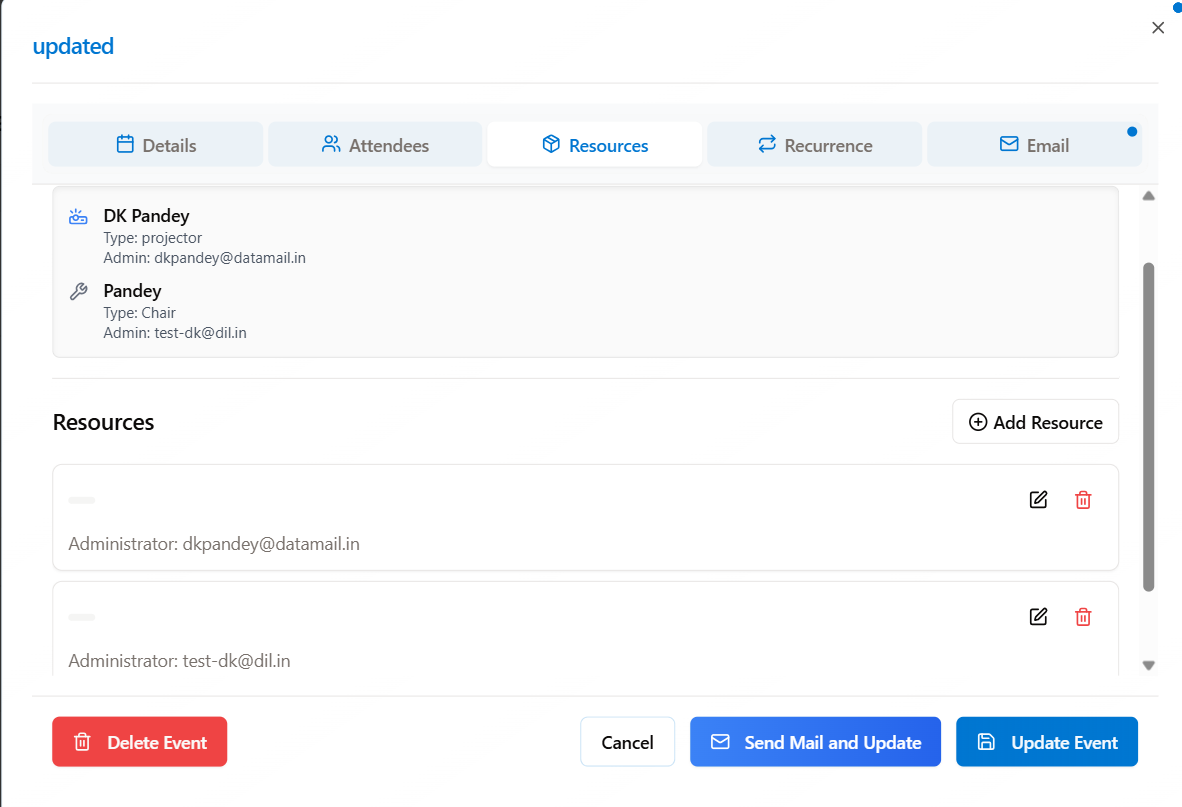 updated
Details
Attendees
Resources
Recurrence
Email
DK Pandey
Type: projector
Admin: dkpandey@datamail.in
Pandey
Type: Chair
Admin: test-dk@dil.in
Resources
Add Resource
Administrator: dkpandey@datamail.in
Administrator: test-dk@dil.in
Delete Event
Cancel
Send Mail and Update
Update Event